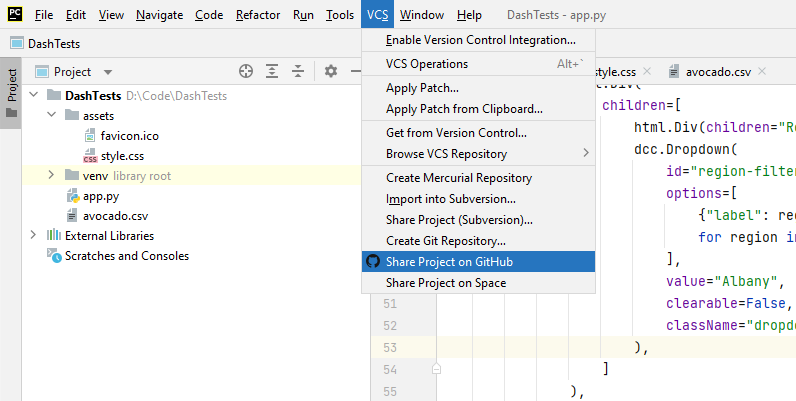 PC File Edit View Navigate Code Refactor Run Tools VCS Window Help DashTests - app.py
DashTests
Project
Project
DashTests D:\Code\DashTests
assets
favicon.ico
CSS style.css
venv library root
app.py
avocado.csv
External Libraries
Scratches and Consoles
Enable Version Control Integration...
VCS Operations Alt+`
Apply Patch...
Apply Patch from Clipboard...
Get from Version Control...
Browse VCS Repository
Create Mercurial Repository
Import into Subversion...
Share Project (Subversion)...
Create Git Repository...
Share Project on GitHub
Share Project on Space
style.css avocado.csv
.Div(
children=[
html.Div(children="Re
dcc.Dropdown(
id="region-filter
options=[
{"label": reg
for region in
],
51 value="Albany",
clearable=False,
52 className="dropdo
53 ),
54 ]
55 ),